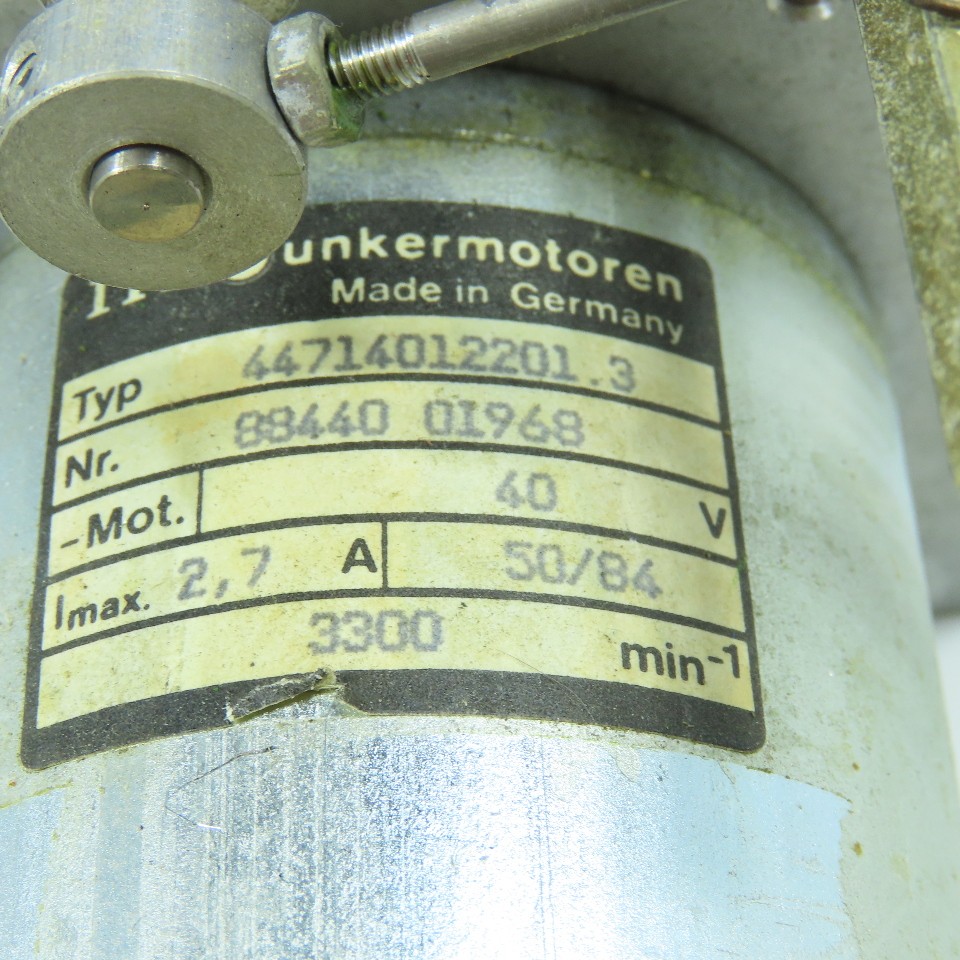 unkermotoren
Made in Germany
Typ 44714012201.3
Nr. 88440 01968
-Mot. 40 V
Imax. 2,7 A 50/84
3300 min-1